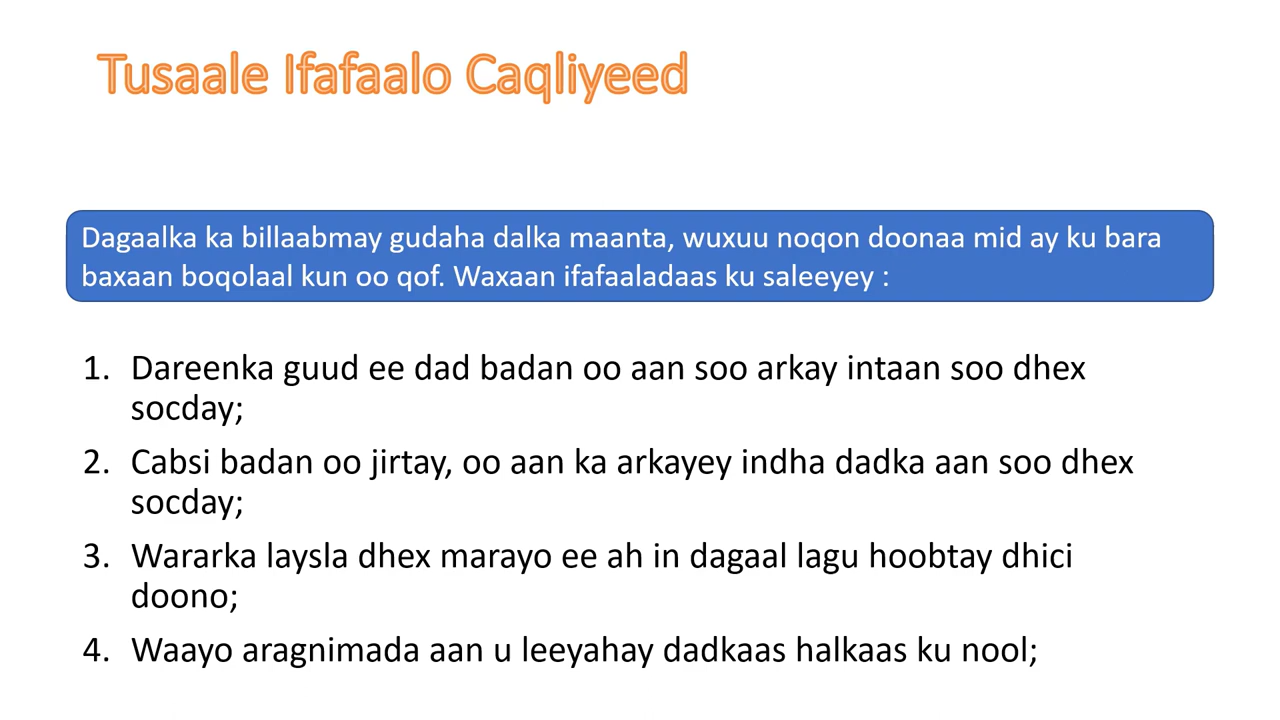 Tusaale Ifafaalo Caqliyeed
Dagaalka ka billaabmay gudaha dalka maanta, wuxuu noqon doonaa mid ay ku bara
baxaan boqolaal kun oo qof. Waxaan ifafaaladaas ku saleeyey :
1. Dareenka guud ee dad badan oo aan soo arkay intaan soo dhex
socday;
2. Cabsi badan oo jirtay, oo aan ka arkayey indha dadka aan soo dhex
socday;
3. Wararka laysla dhex marayo ee ah in dagaal lagu hoobtay dhici
doono;
4. Waayo aragnimada aan u leeyahay dadkaas halkaas ku nool;